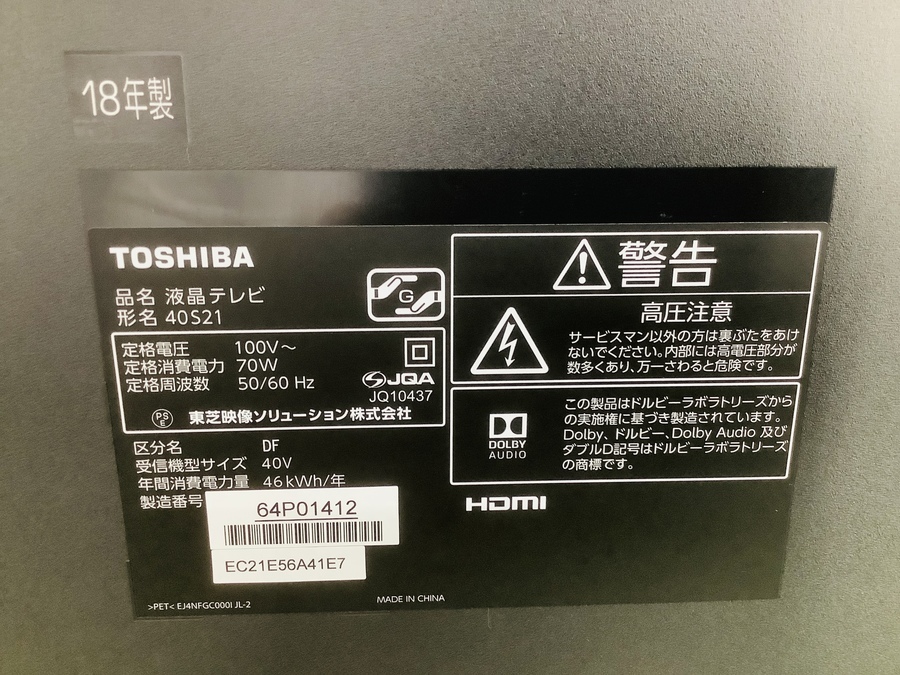 18年製
TOSHIBA
品名 液晶テレビ
形名 40S21
G
定格電圧 100V～
定格消費電力 70W
定格周波数 50/60 Hz
JQA
JQ10437
PSE 東芝映像ソリューション株式会社
区分名 DF
受信機型サイズ 40V
年間消費電力量 46kWh/年
製造番号
64P01412
EC21E56A41E7
>PET< EJ4NFGC000I JL-2
MADE IN CHINA
警告
高圧注意
サービスマン以外の方は裏ぶたをあけ
ないでください。内部には高電圧部分が
数多くあり、万一さわると危険です。
DOLBY
AUDIO
この製品はドルビーラボラトリーズから
の実施権に基づき製造されています。
Dolby、ドルビー、Dolby Audio 及び
ダブルD記号はドルビーラボラトリーズ
の商標です。
HDMI